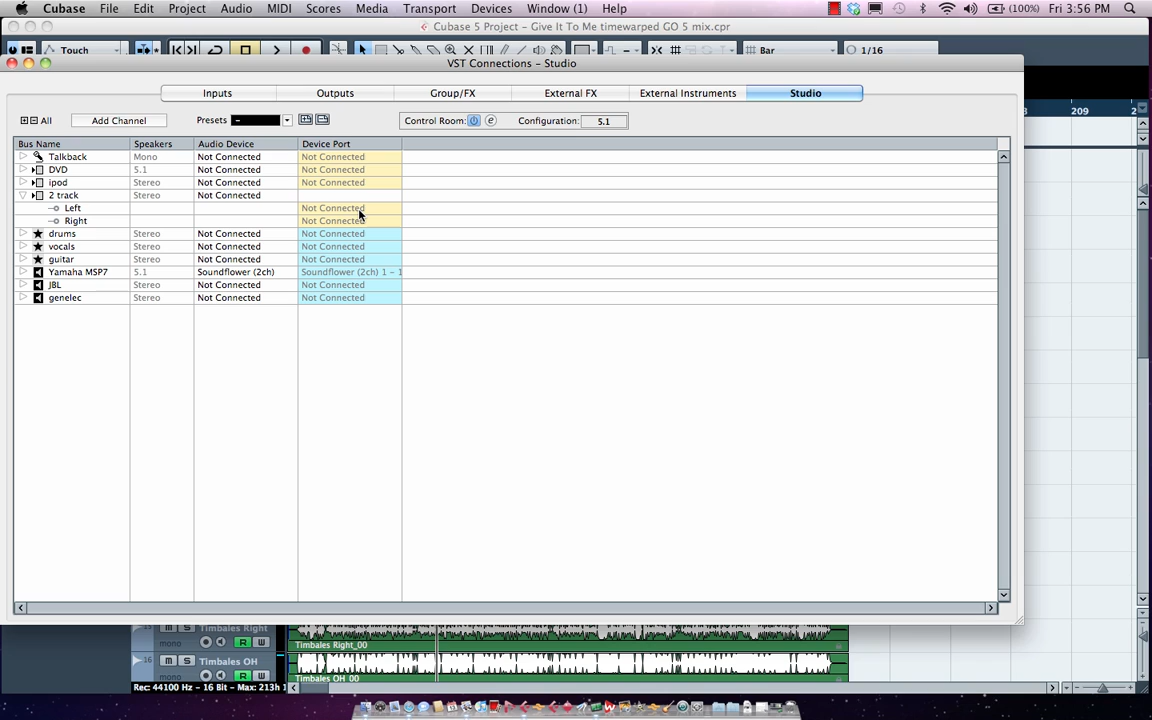 Cubase File Edit Project Audio MIDI Scores Media Transport Devices Window (1) Help (100%) Fri 3:56 PM
Cubase 5 Project - Give It To Me timewarped GO 5 mix.cpr
Touch Bar 1/16
VST Connections - Studio
Inputs Outputs Group/FX External FX External Instruments Studio
209
All Add Channel Presets - Control Room: e Configuration: 5.1
Bus Name Speakers Audio Device Device Port
Talkback Mono Not Connected Not Connected
DVD 5.1 Not Connected Not Connected
ipod Stereo Not Connected Not Connected
2 track Stereo Not Connected
Left Not Connected
Right Not Connected
drums Stereo Not Connected Not Connected
vocals Stereo Not Connected Not Connected
guitar Stereo Not Connected Not Connected
Yamaha MSP7 5.1 Soundflower (2ch) Soundflower (2ch) 1 - 1
JBL Stereo Not Connected Not Connected
genelec Stereo Not Connected Not Connected
Timbales Right
mono R W
Timbales Right_00
16 M S Timbales OH
mono R W
Timbales OH_00
Rec: 44100 Hz - 16 Bit - Max: 213h 1